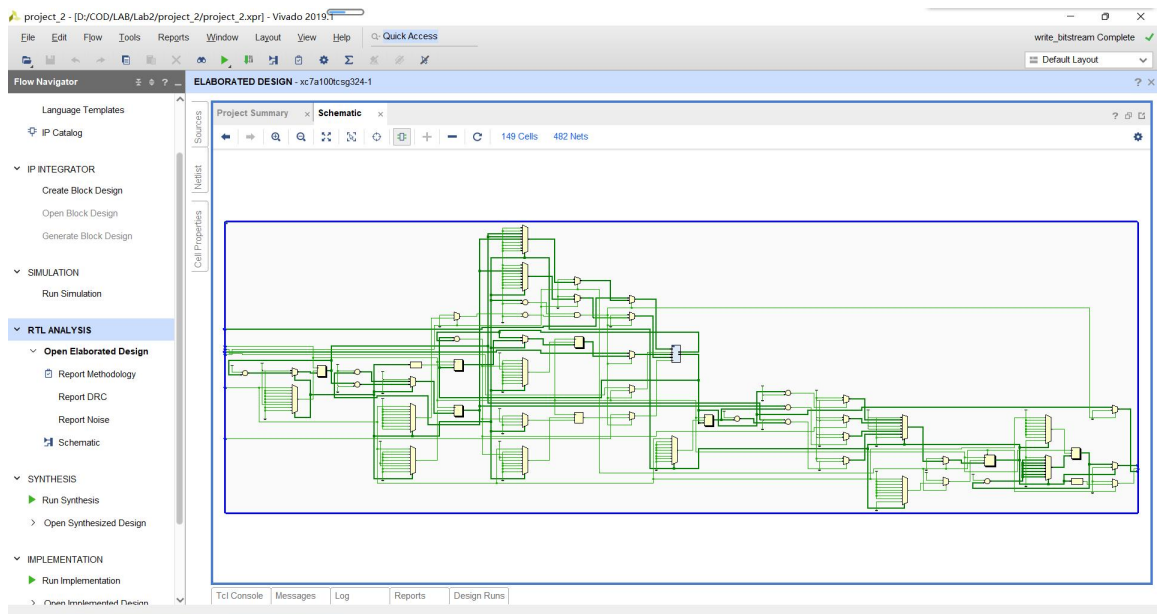 project_2 - [D:/COD/LAB/Lab2/project_2/project_2.xpr] - Vivado 2019.1
File Edit Flow Tools Reports Window Layout View Help Quick Access
write_bitstream Complete
Default Layout
Flow Navigator
ELABORATED DESIGN - xc7a100tcsg324-1
Language Templates
IP Catalog
IP INTEGRATOR
Create Block Design
Open Block Design
Generate Block Design
SIMULATION
Run Simulation
RTL ANALYSIS
Open Elaborated Design
Report Methodology
Report DRC
Report Noise
Schematic
SYNTHESIS
Run Synthesis
Open Synthesized Design
IMPLEMENTATION
Run Implementation
Open Implemented Design
Sources
Netlist
Cell Properties
Project Summary Schematic
149 Cells 482 Nets
Tcl Console Messages Log Reports Design Runs